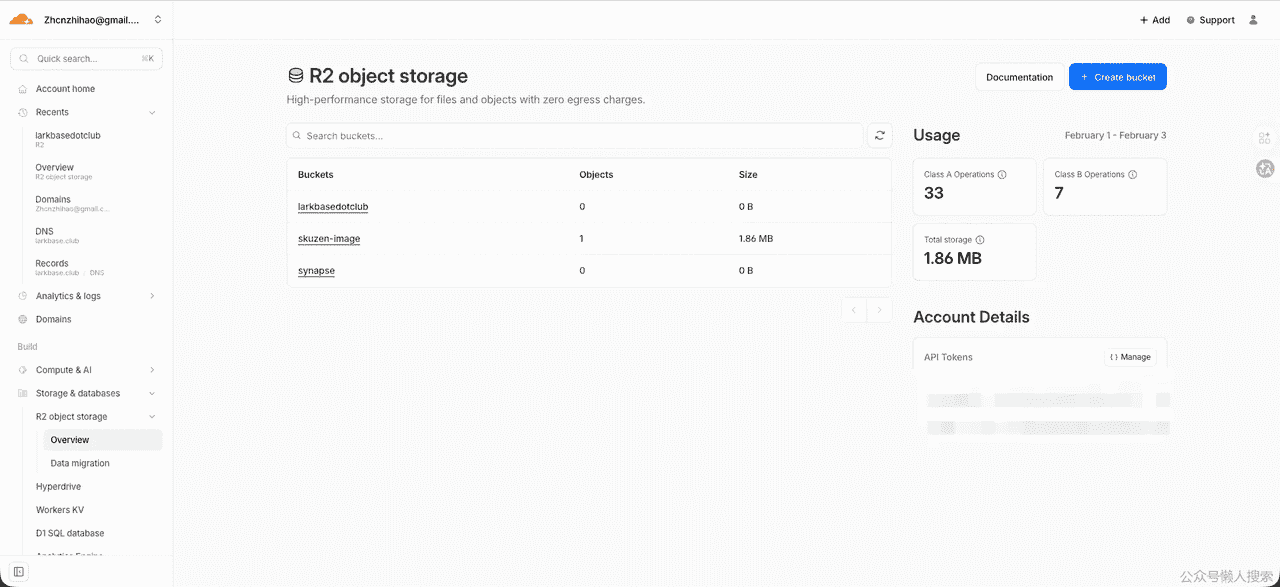 Zhcnzhihao@gmail....
Add
Support
Quick search...
⌘K
Account home
Recents
larkbasedotclub
R2
Overview
R2 object storage
Domains
Zhcnzhihao@gmail.c...
DNS
larkbase.club
Records
larkbase.club . DNS
Analytics & logs
Domains
Build
Compute & AI
Storage & databases
R2 object storage
Overview
Data migration
Hyperdrive
Workers KV
D1 SQL database
Analytics Engine
R2 object storage
High-performance storage for files and objects with zero egress charges.
Documentation
+ Create bucket
Search buckets...
Buckets Objects Size
larkbasedotclub 0 0 B
skuzen-image 1 1.86 MB
synapse 0 0 B
Usage
February 1 - February 3
Class A Operations
33
Class B Operations
7
Total storage
1.86 MB
Account Details
API Tokens
Manage
公众号懒人搜索